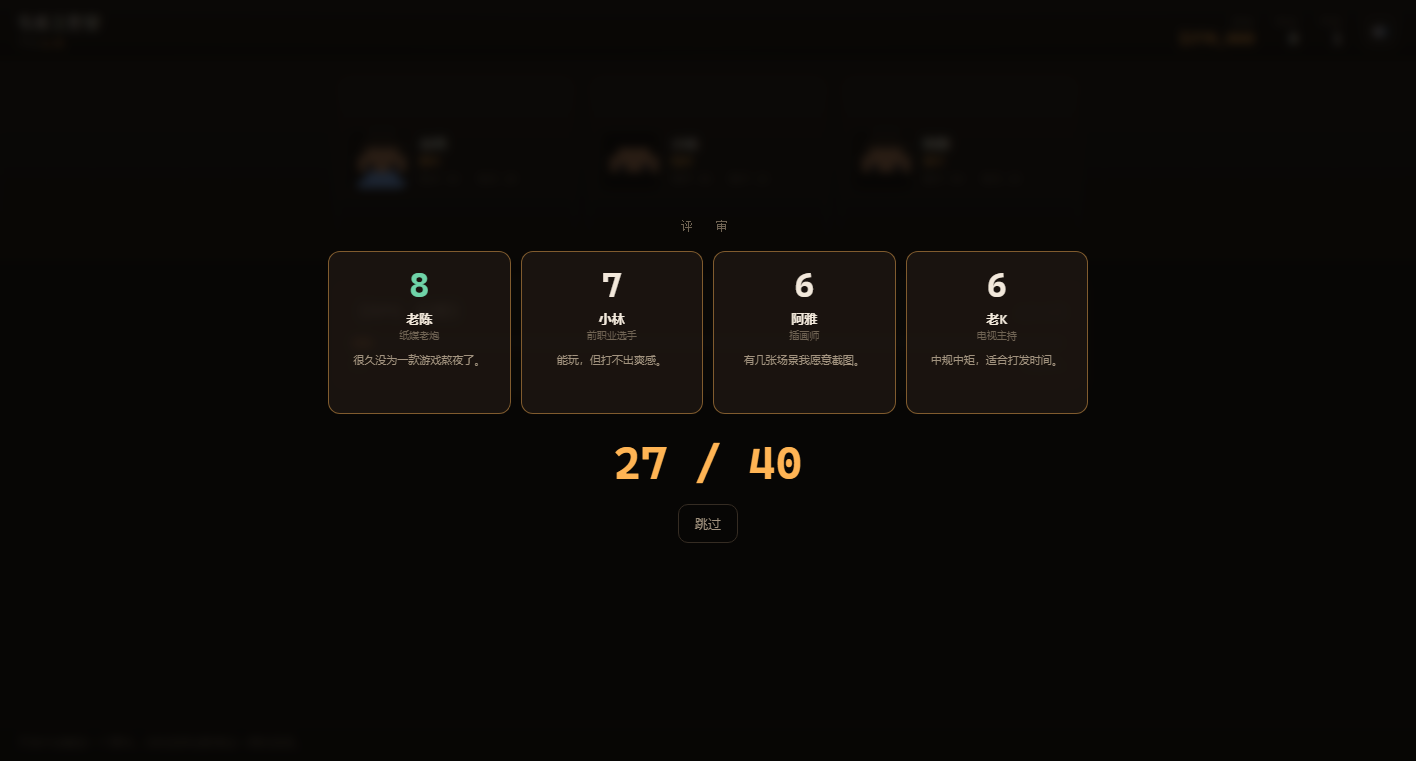 评 审
8
老陈
纸媒老炮
很久没为一款游戏熬夜了。
7
小林
前职业选手
能玩，但打不出爽感。
6
阿雅
插画师
有几张场景我愿意截图。
6
老K
电视主持
中规中矩，适合打发时间。
27 / 40
跳过